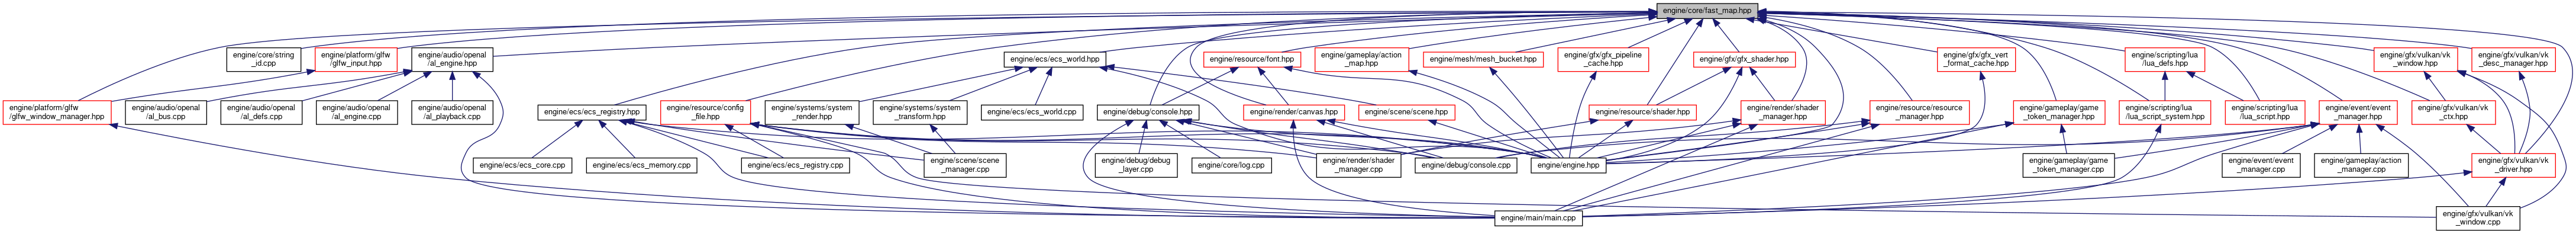 engine/core/fast_map.hpp
engine/core/string
_id.cpp
engine/platform/glfw
/glfw_input.hpp
engine/audio/openal
/al_engine.hpp
engine/ecs/ecs_world.hpp
engine/resource/font.hpp
engine/gameplay/action
_map.hpp
engine/mesh/mesh_bucket.hpp
engine/gfx/gfx_pipeline
_cache.hpp
engine/gfx/gfx_shader.hpp
engine/gfx/gfx_vert
_format_cache.hpp
engine/scripting/lua
/lua_defs.hpp
engine/gfx/vulkan/vk
_window.hpp
engine/gfx/vulkan/vk
_desc_manager.hpp
engine/platform/glfw
/glfw_window_manager.hpp
engine/audio/openal
/al_bus.cpp
engine/audio/openal
/al_defs.cpp
engine/audio/openal
/al_engine.cpp
engine/audio/openal
/al_playback.cpp
engine/ecs/ecs_registry.hpp
engine/resource/config
_file.hpp
engine/systems/system
_render.hpp
engine/systems/system
_transform.hpp
engine/ecs/ecs_world.cpp
engine/debug/console.hpp
engine/render/canvas.hpp
engine/scene/scene.hpp
engine/resource/shader.hpp
engine/render/shader
_manager.hpp
engine/resource/resource
_manager.hpp
engine/gameplay/game
_token_manager.hpp
engine/scripting/lua
/lua_script_system.hpp
engine/scripting/lua
/lua_script.hpp
engine/event/event
_manager.hpp
engine/gfx/vulkan/vk
_ctx.hpp
engine/ecs/ecs_core.cpp
engine/ecs/ecs_memory.cpp
engine/ecs/ecs_registry.cpp
engine/scene/scene
_manager.cpp
engine/debug/debug
_layer.cpp
engine/core/log.cpp
engine/render/shader
_manager.cpp
engine/debug/console.cpp
engine/engine.hpp
engine/gameplay/game
_token_manager.cpp
engine/event/event
_manager.cpp
engine/gameplay/action
_manager.cpp
engine/gfx/vulkan/vk
_driver.hpp
engine/main/main.cpp
engine/gfx/vulkan/vk
_window.cpp